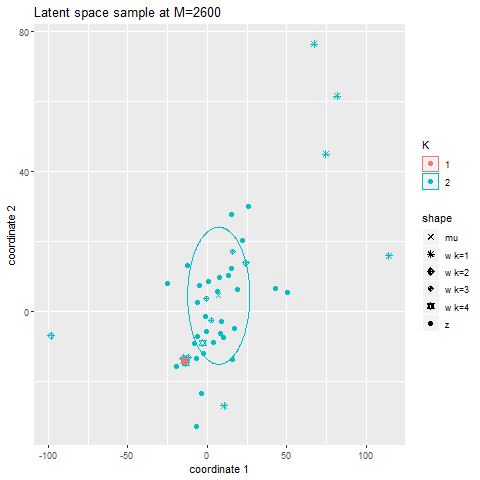 Latent space sample at M=2600
80
40
0
coordinate 2
-100
-50
0
50
100
coordinate 1
K
1
2
shape
mu
w k=1
w k=2
w k=3
w k=4
z